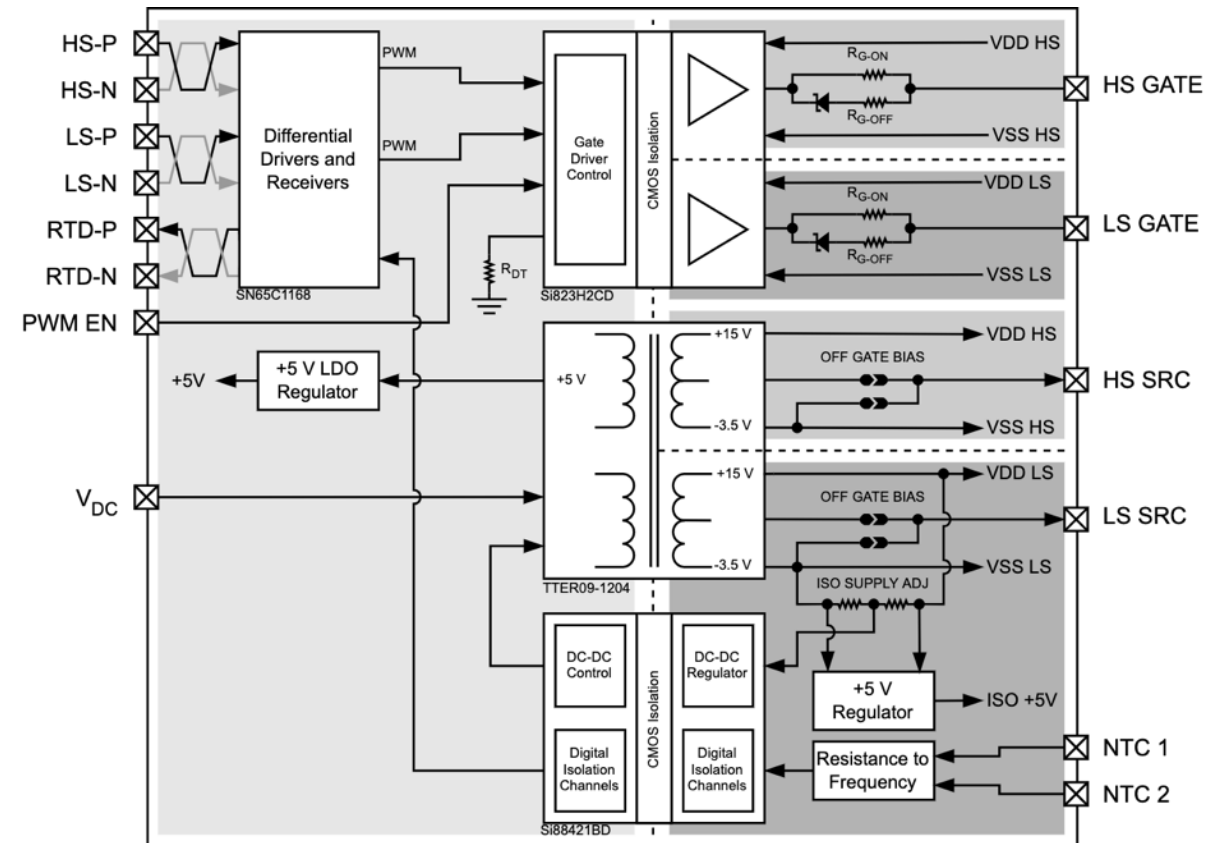 HS-P
HS-N
LS-P
LS-N
RTD-P
RTD-N
PWM EN
V_DC
Differential
Drivers and
Receivers
SN65C1168
PWM
PWM
R_DT
+5V
+5 V LDO
Regulator
Gate
Driver
Control
CMOS Isolation
Si823H2CD
VDD HS
R_G-ON
R_G-OFF
VSS HS
HS GATE
VDD LS
R_G-ON
R_G-OFF
VSS LS
LS GATE
+5 V
+15 V
-3.5 V
+15 V
-3.5 V
TTER09-1204
VDD HS
OFF GATE BIAS
HS SRC
VSS HS
VDD LS
OFF GATE BIAS
LS SRC
VSS LS
ISO SUPPLY ADJ
DC-DC
Control
CMOS Isolation
DC-DC
Regulator
Digital
Isolation
Channels
Digital
Isolation
Channels
Si88421BD
+5 V
Regulator
ISO +5V
Resistance to
Frequency
NTC 1
NTC 2